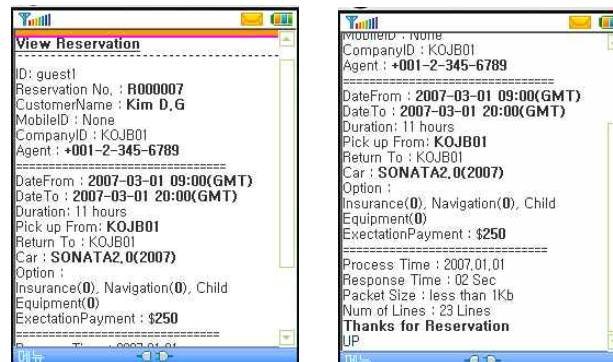 View Reservation
ID: guest1
Reservation No, : R000007
CustomerName : Kim D,G
MobileID : None
CompanyID : KOJB01
Agent : +001-2-345-6789
==============================
DateFrom : 2007-03-01 09:00(GMT)
DateTo : 2007-03-01 20:00(GMT)
Duration: 11 hours
Pick up From: KOJB01
Return To : KOJB01
Car : SONATA2,0(2007)
Option :
Insurance(0), Navigation(0), Child
Equipment(0)
ExectationPayment : $250
==============================
MobileID : None
CompanyID : KOJB01
Agent : +001-2-345-6789
==============================
DateFrom : 2007-03-01 09:00(GMT)
DateTo : 2007-03-01 20:00(GMT)
Duration: 11 hours
Pick up From: KOJB01
Return To : KOJB01
Car : SONATA2,0(2007)
Option :
Insurance(0), Navigation(0), Child
Equipment(0)
ExectationPayment : $250
==============================
Process Time : 2007,01,01
Response Time : 02 Sec
Packet Size : less than 1Kb
Num of Lines : 23 Lines
Thanks for Reservation
UP